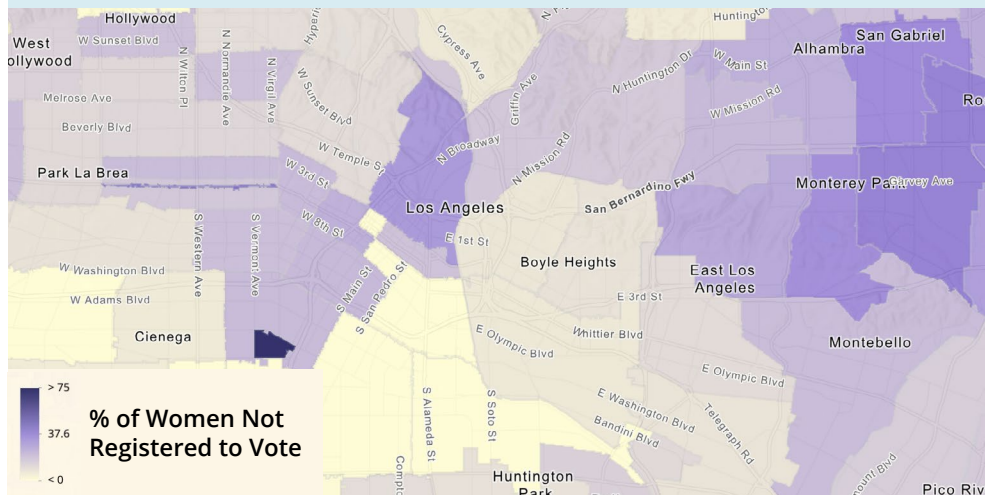 Hollywood
Huntington
West
ollywood
W Sunset Blvd
N Wilton Pl
N Normandie Ave
N Virgil Ave
W Sunset Blvd
Cypress Ave
San Gabriel
Alhambra
W Main St
N Huntington Dr
Griffin Ave
W Mission Rd
Melrose Ave
Beverly Blvd
W Temple St
N Broadway
N Mission Rd
Park La Brea
W 3rd St
San Bernardino Fwy
Los Angeles
W 8th St
E 1st St
S Western Ave
S Vermont Ave
Boyle Heights
W Washington Blvd
W Adams Blvd
S Main St
S San Pedro St
East Los
Angeles
E 3rd St
Cienega
E Olympic Blvd
Whittier Blvd
Montebello
E Olympic Blvd
E Washington Blvd
Bandini Blvd
Telegraph Rd
S Alameda St
S Soto St
Huntington
Park
Pico Riv
> 75
37.6
< 0
% of Women Not
Registered to Vote